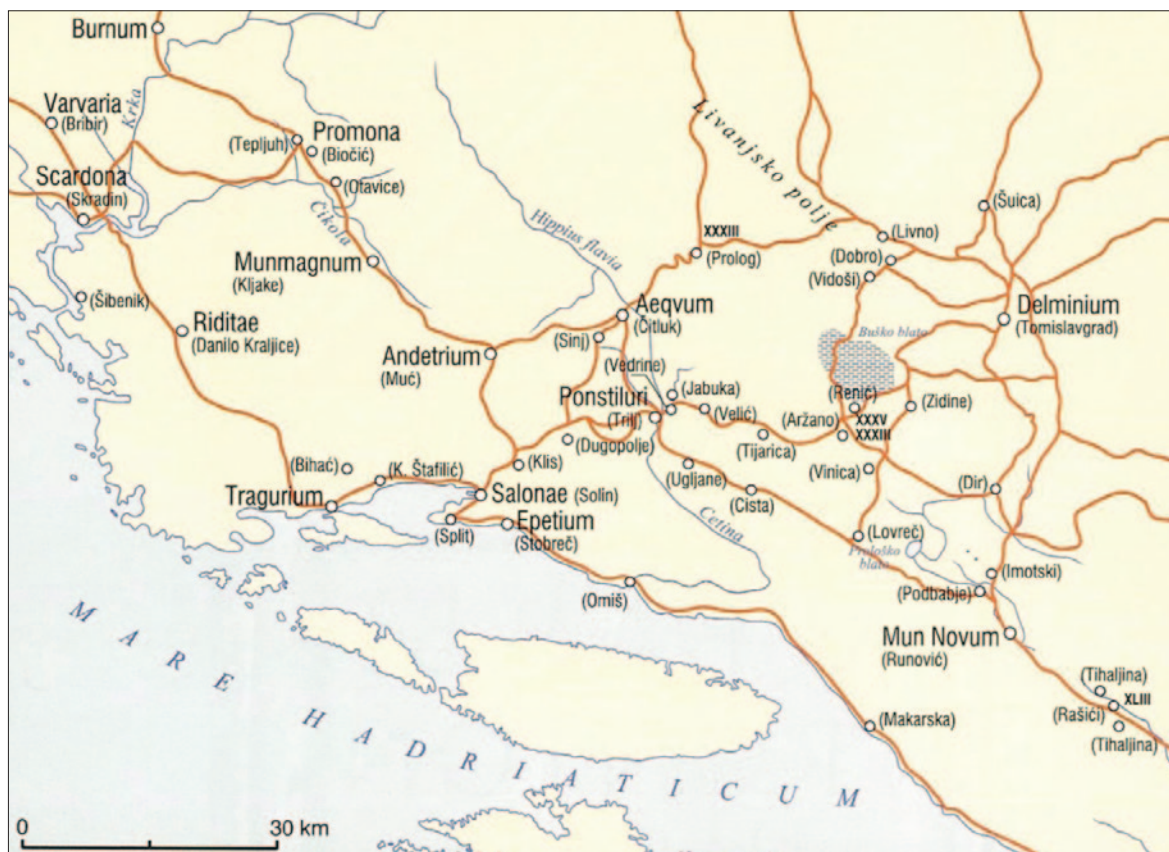 Burnum
Varvaria
(Bribir)
Krka
(Tepljuh)
Promona
(Biočić)
(Otavice)
Scardona
(Skradin)
Čikola
Munmagnum
(Kljake)
(Šibenik)
Riditae
(Danilo Kraljice)
Andetrium
(Muć)
Hippius flavia
Livanjsko polje
XXXIII
(Prolog)
(Livno)
(Dobro)
(Vidoši)
(Šuica)
Delminium
(Tomislavgrad)
Aeqvum
(Čitluk)
(Sinj)
(Vedrine)
Buško blato
Ponstiluri
(Trilj)
(Jabuka)
(Velić)
(Tijarica)
(Aržano)
(Renić)
XXXV
XXXIII
(Zidine)
(Vinica)
(Dugopolje)
(Klis)
(Ugljane)
(Cista)
(Dir)
(Bihać)
(K. Štafilić)
Tragurium
Salonae (Solin)
(Split)
Epetium
(Stobreč)
Cetina
(Omiš)
(Lovreč)
Prološko
blato
(Imotski)
(Podbabje)
Mun Novum
(Runović)
(Tihaljina)
XLIII
(Rašići)
(Tihaljina)
(Makarska)
MARE HADRIATICUM
0 30 km